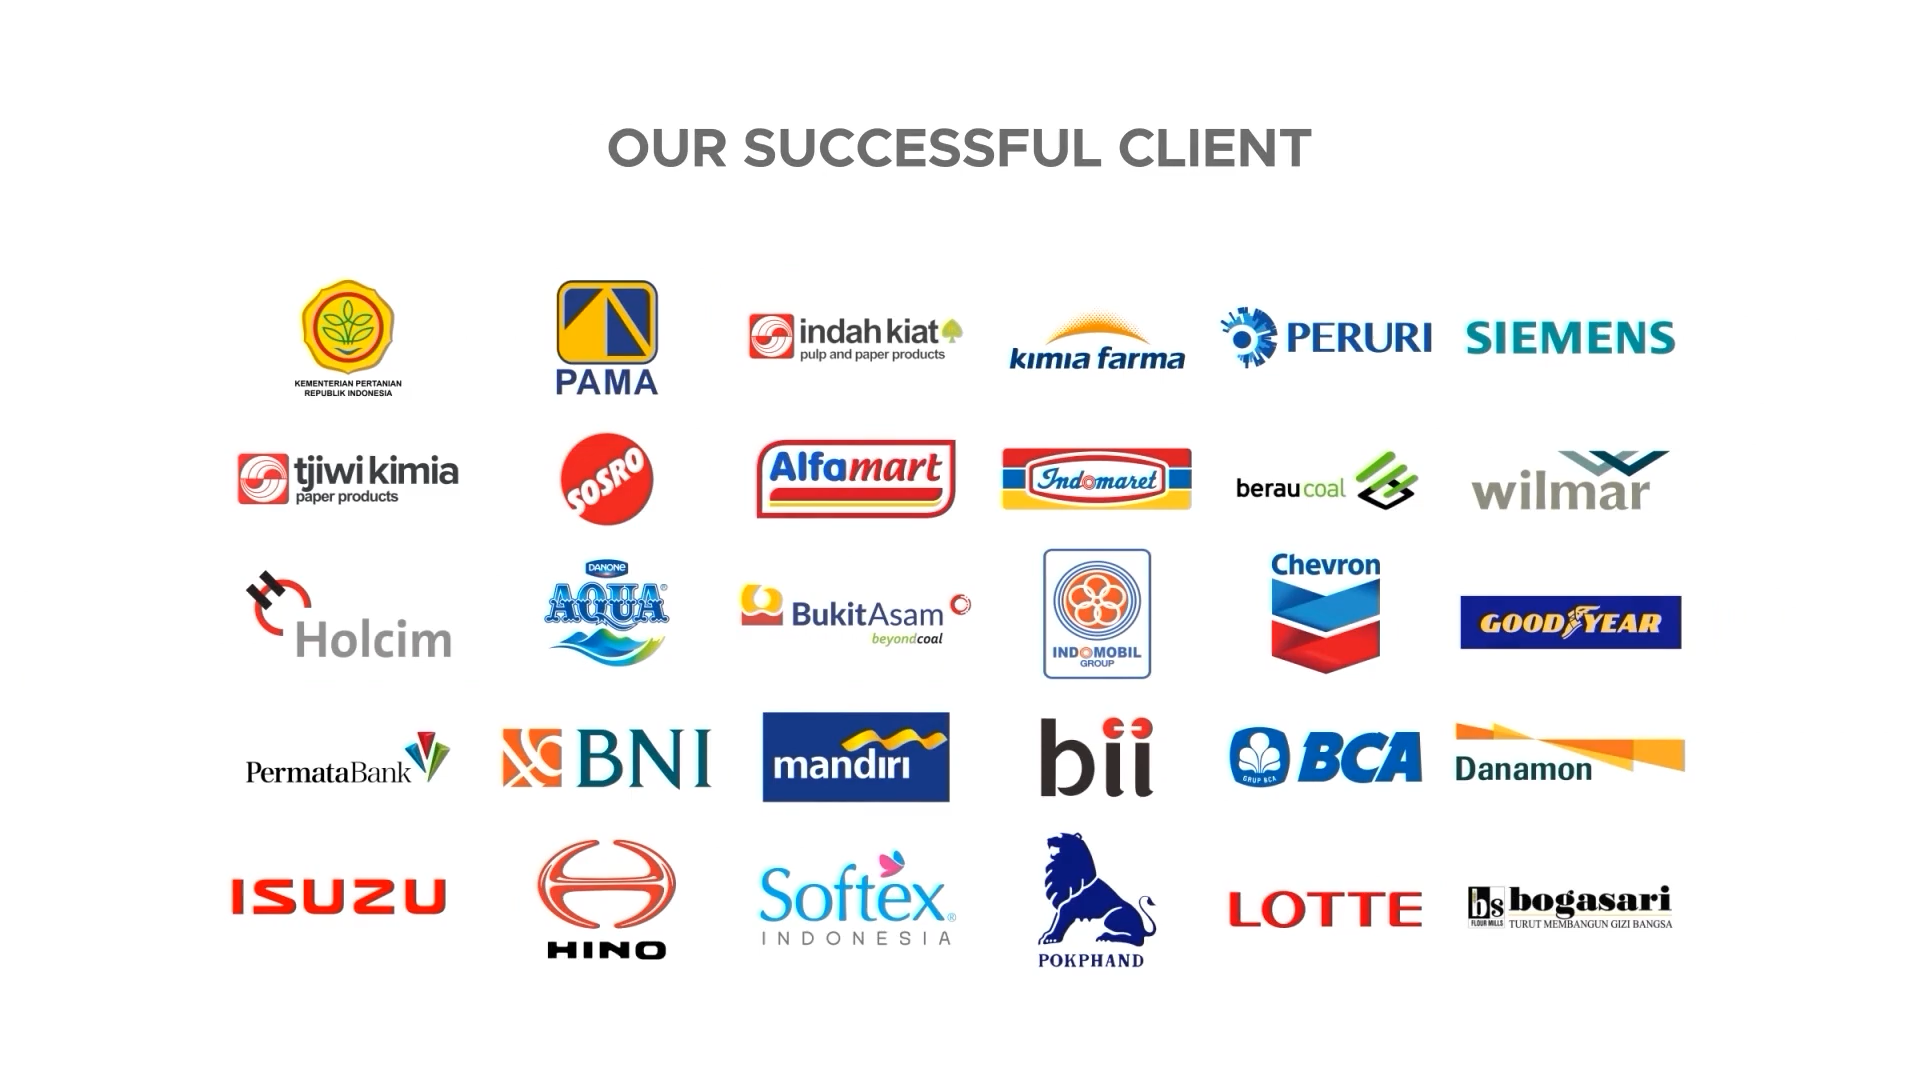 OUR SUCCESSFUL CLIENT
KEMENTERIAN PERTANIAN
REPUBLIK INDONESIA
PAMA
indah kiat
pulp and paper products
kimia farma
PERURI
SIEMENS
tjiwi kimia
paper products
SOSRO
Alfamart
Indomaret
berau coal
wilmar
Holcim
DANONE
AQUA®
BukitAsam
beyondcoal
INDOMOBIL
GROUP
Chevron
GOODYEAR
PermataBank
BNI
mandiri
bii
GRUP BCA
BCA
Danamon
ISUZU
HINO
Softex®
INDONESIA
POKPHAND
LOTTE
bs
FLOUR MILLS
bogasari
TURUT MEMBANGUN GIZI BANGSA